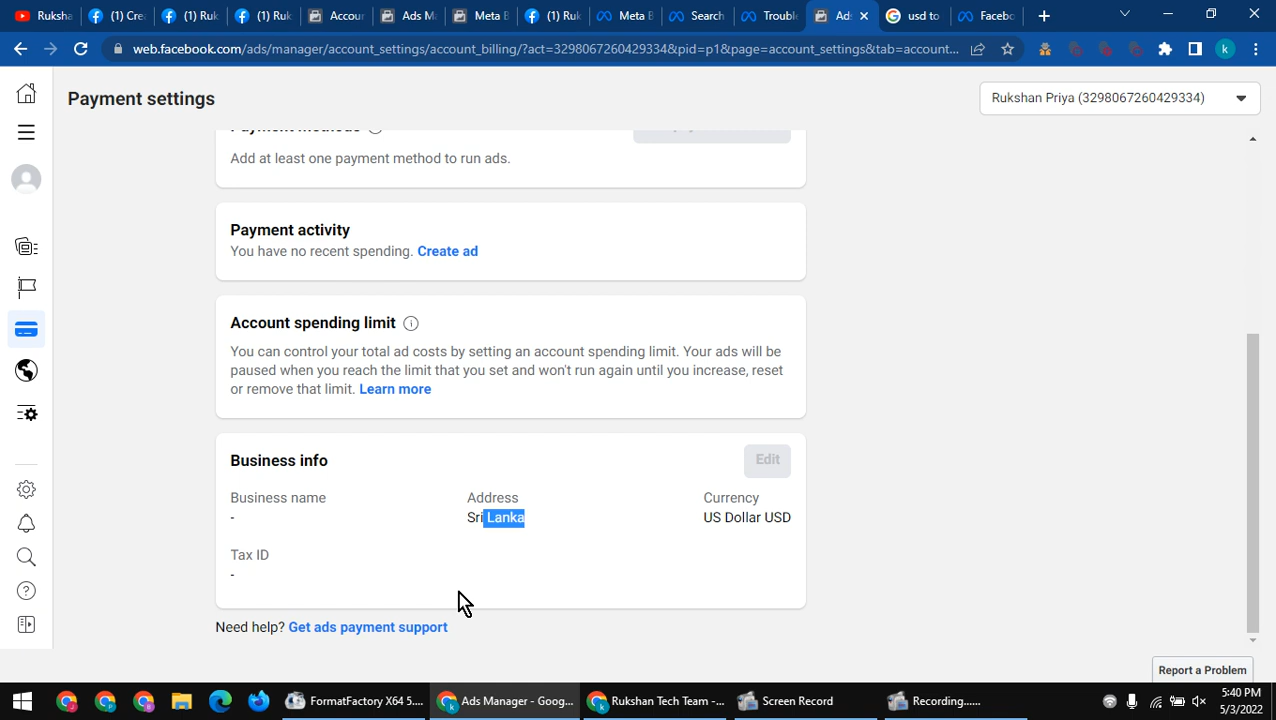 Ruksha
(1) Cre
(1) Ruk
(1) Ruk
Accour
Ads M
Meta B
(1) Ruk
Meta B
Search
Trouble
Ad
usd to
Facebo
web.facebook.com/ads/manager/account_settings/account_billing/?act=3298067260429334&pid=p1&page=account_settings&tab=account...
k
Payment settings
Rukshan Priya (3298067260429334)
Add at least one payment method to run ads.
Payment activity
You have no recent spending. Create ad
Account spending limit
You can control your total ad costs by setting an account spending limit. Your ads will be
paused when you reach the limit that you set and won't run again until you increase, reset
or remove that limit. Learn more
Business info
Edit
Business name
Address
Currency
-
Sri Lanka
US Dollar USD
Tax ID
-
Need help? Get ads payment support
Report a Problem
FormatFactory X64 5....
Ads Manager - Goog...
Rukshan Tech Team -...
Screen Record
Recording......
5:40 PM
5/3/2022